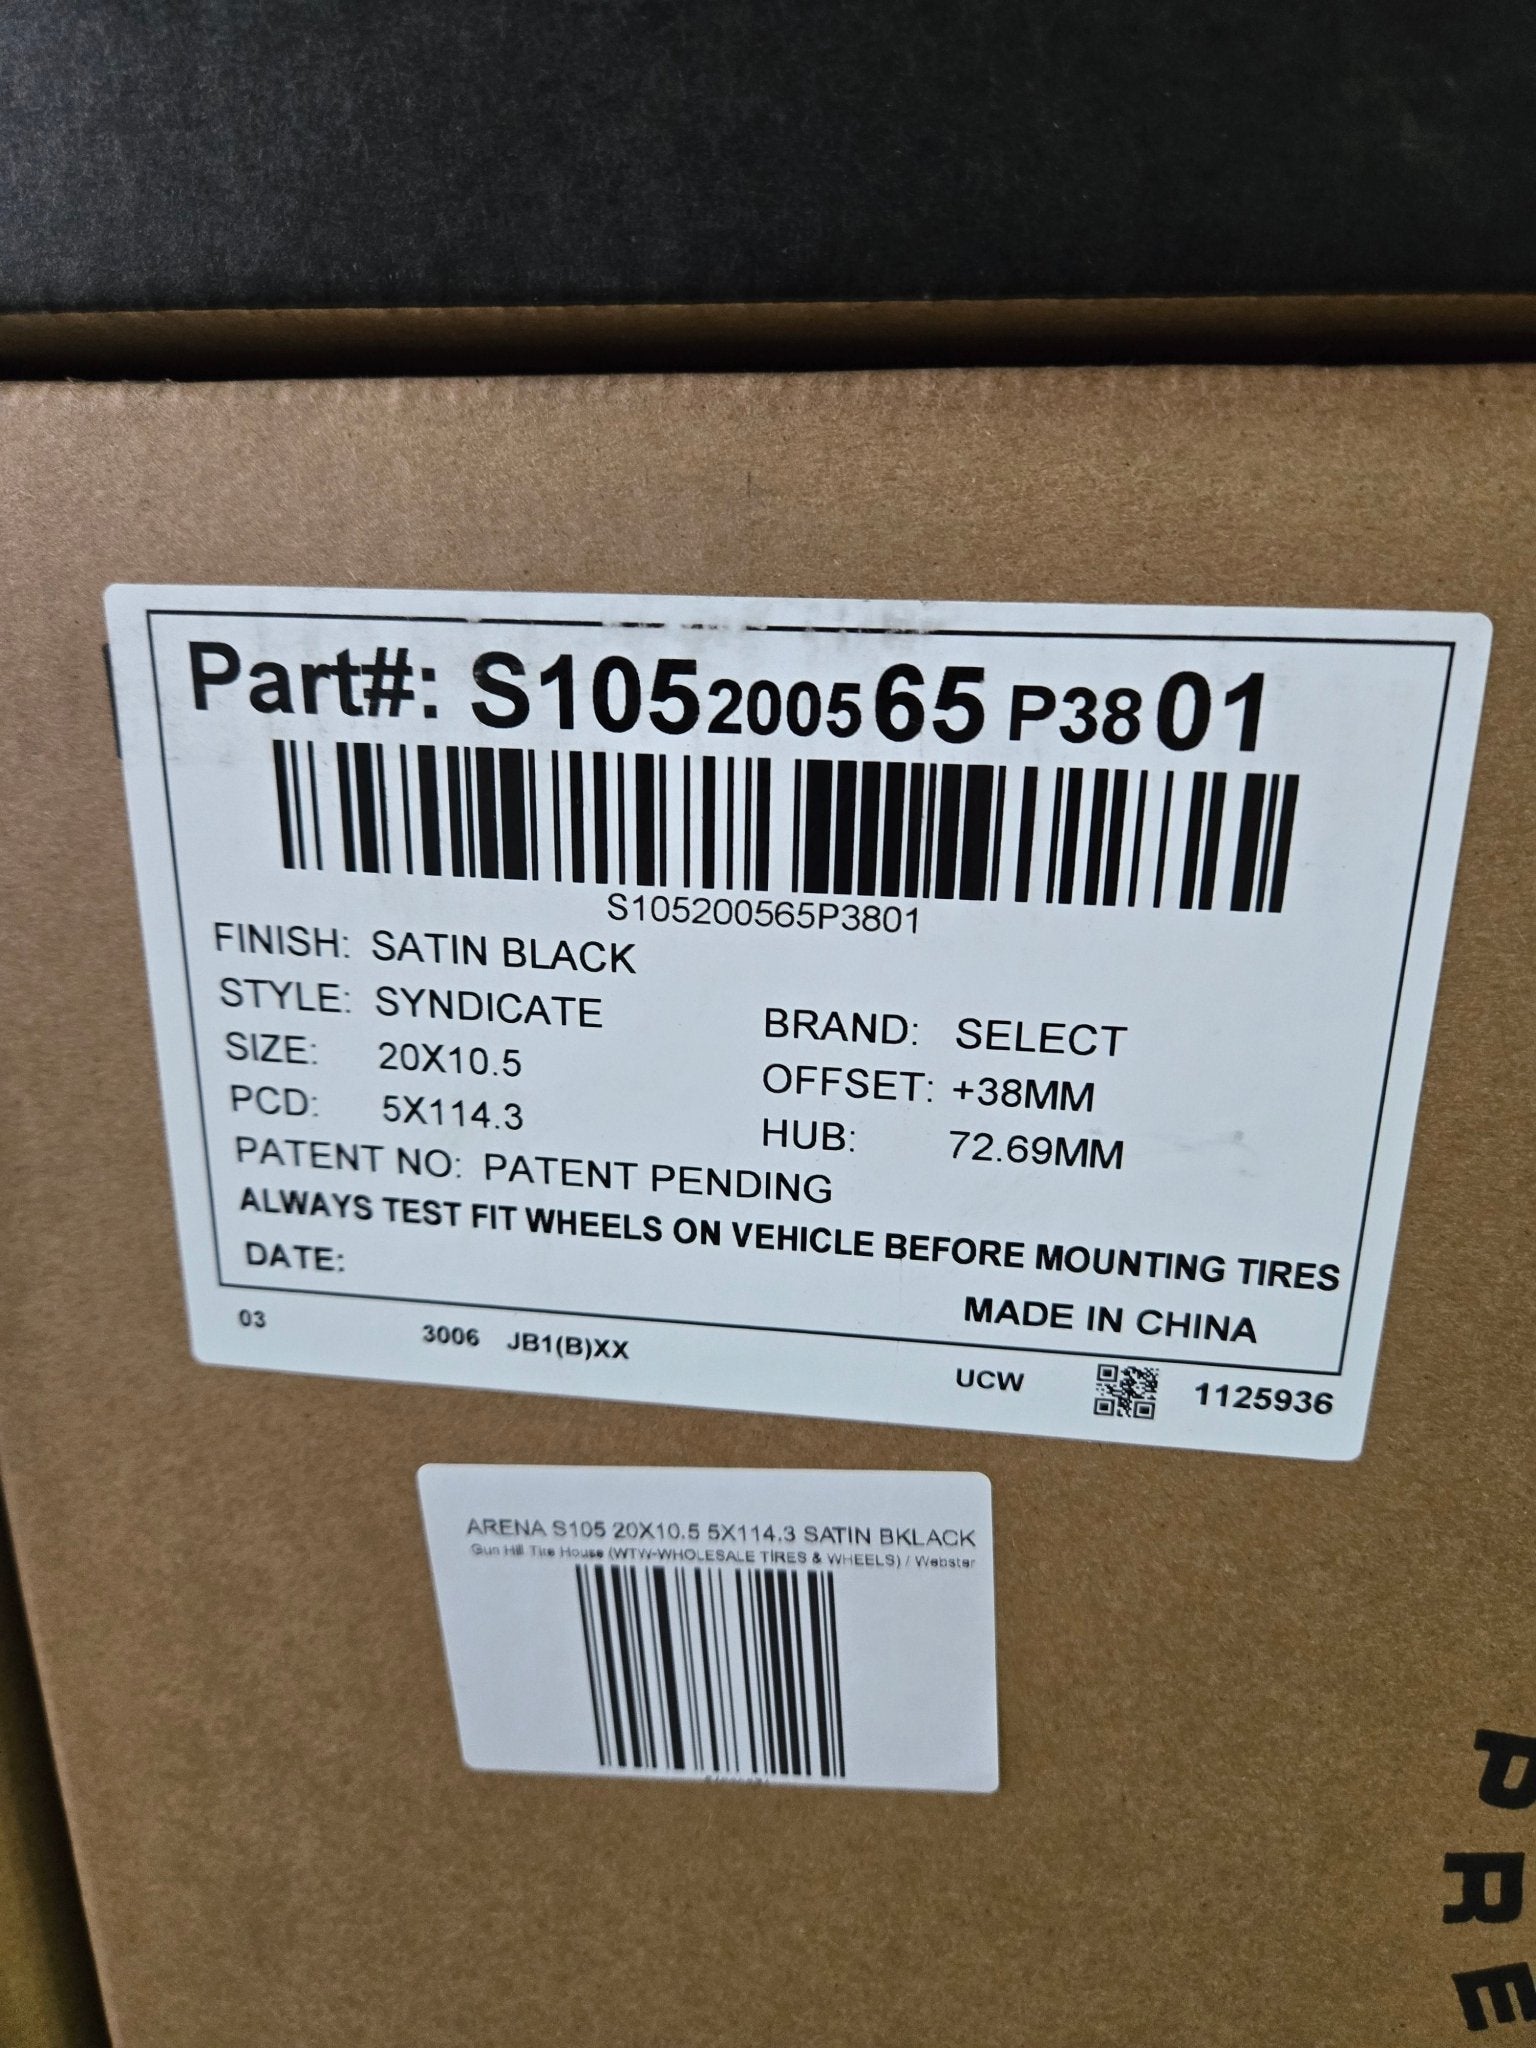 Part#: S105200565P3801
S105200565P3801
FINISH: SATIN BLACK
STYLE: SYNDICATE BRAND: SELECT
SIZE: 20X10.5 OFFSET: +38MM
PCD: 5X114.3 HUB: 72.69MM
PATENT NO: PATENT PENDING
ALWAYS TEST FIT WHEELS ON VEHICLE BEFORE MOUNTING TIRES
DATE:
MADE IN CHINA
03 3006 JB1(B)XX UCW 1125936
ARENA S105 20X10.5 5X114.3 SATIN BKLACK
Gun Hill Tire House (WTW-WHOLESALE TIRES & WHEELS) / Webster
PRE